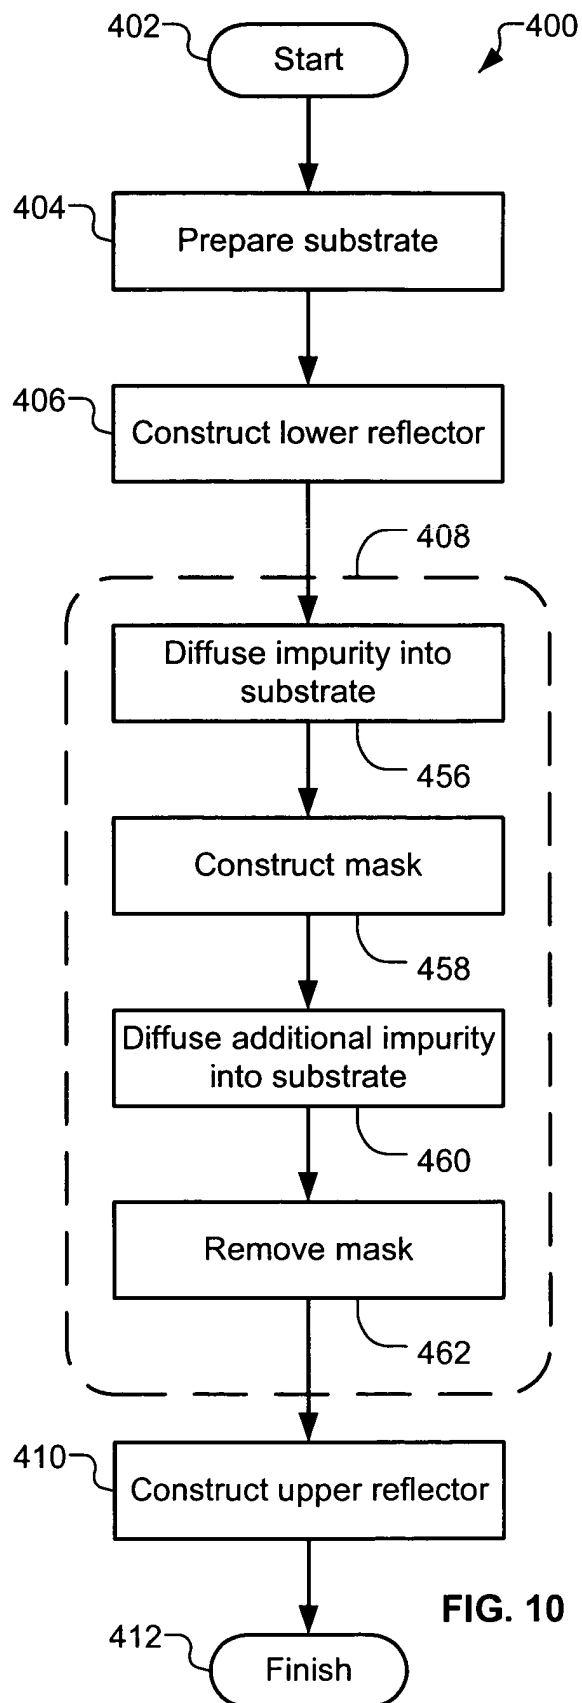 402
Start
400
404
Prepare substrate
406
Construct lower reflector
408
Diffuse impurity into
substrate
456
Construct mask
458
Diffuse additional impurity
into substrate
460
Remove mask
462
410
Construct upper reflector
FIG. 10
412
Finish